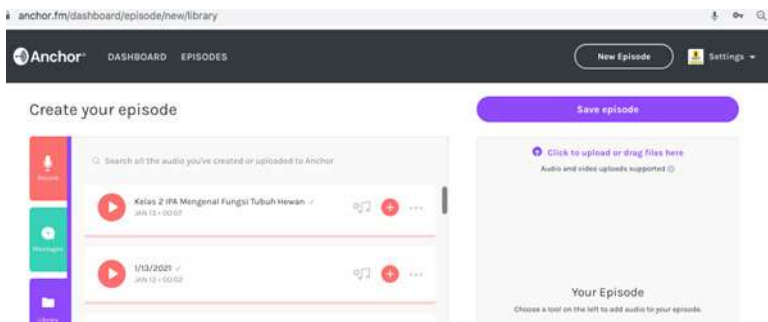 anchor.fm/dashboard/episode/new/library
Anchor DASHBOARD EPISODES New Episode Settings
Create your episode
Save episode
Record
Search all the audio you've created or uploaded to Anchor
Click to upload or drag files here
Audio and video uploads supported
Kelas 2 IPA Mengenal Fungsi Tubuh Hewan
JAN 13 • 00:07
Messages
1/13/2021
JAN 13 • 00:02
Your Episode
Choose a tool on the left to add audio to your episode.
Library